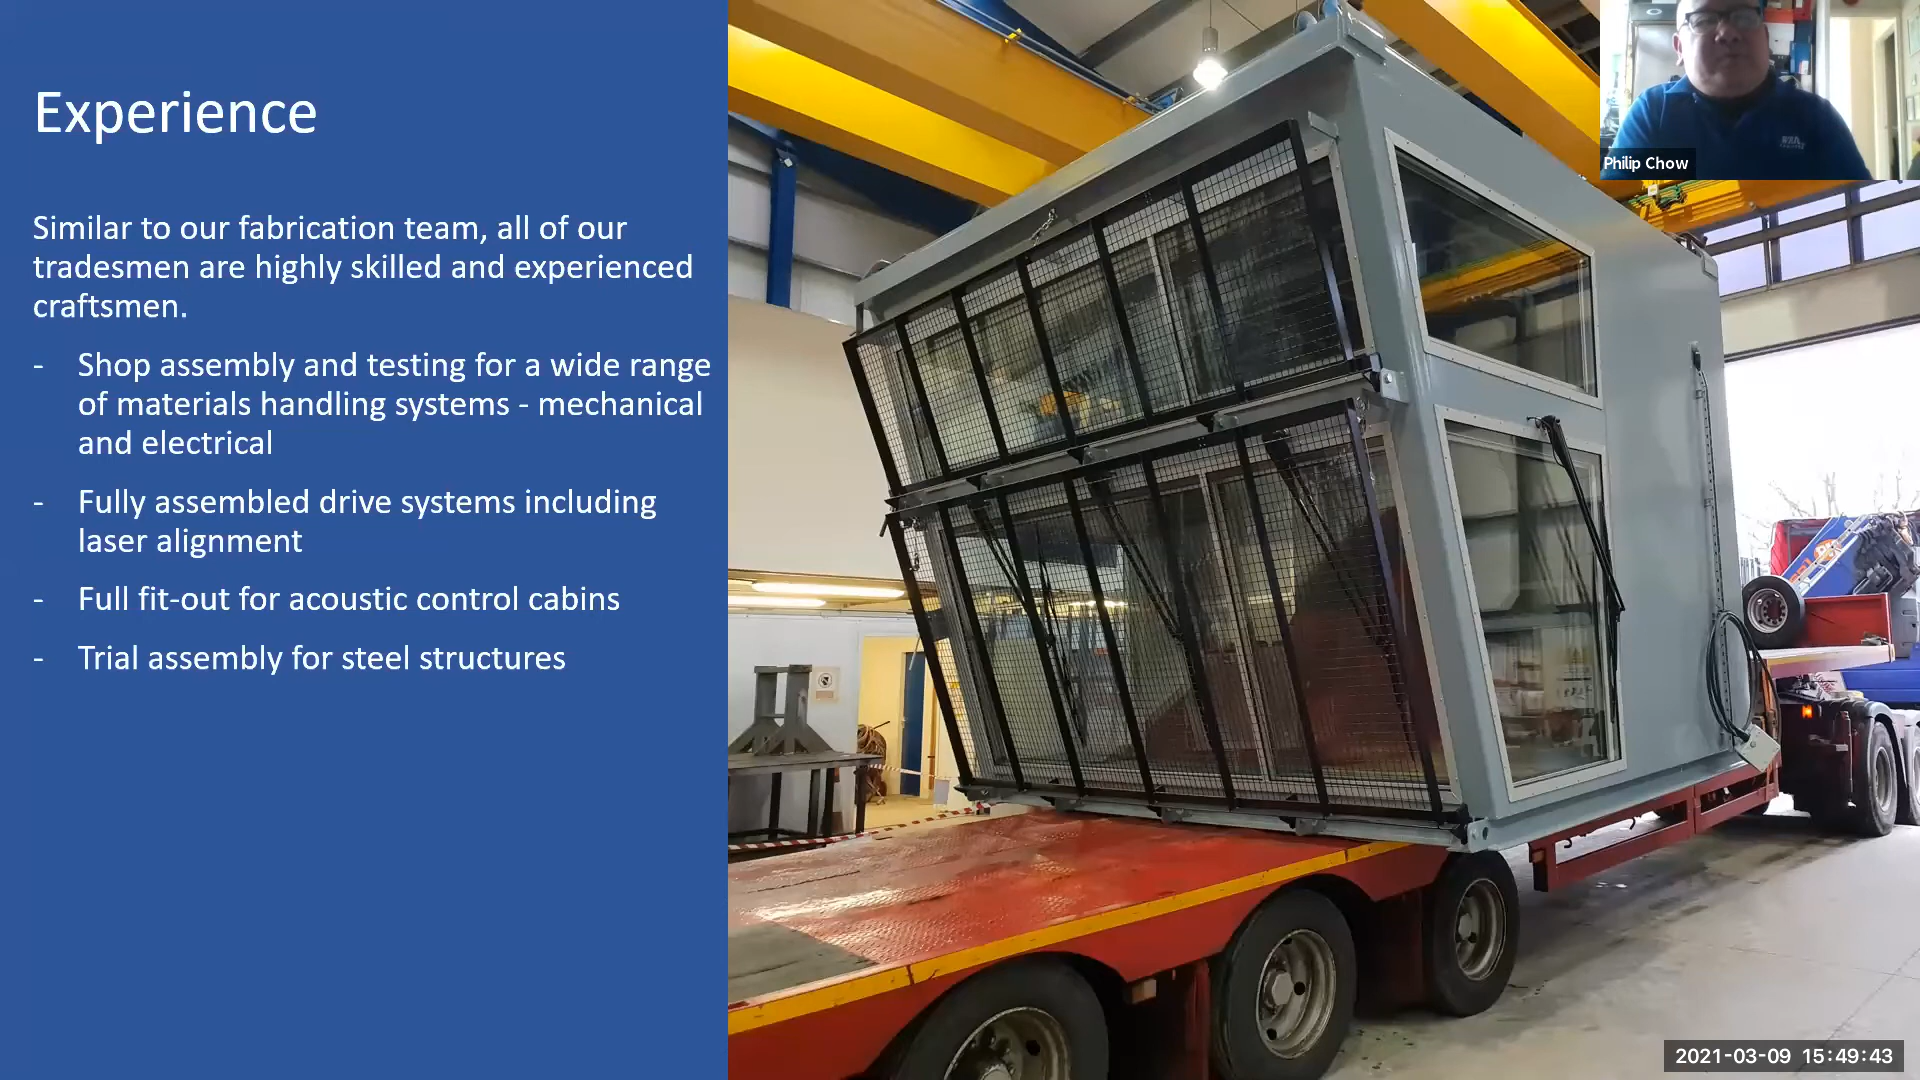 Experience
Similar to our fabrication team, all of our
tradesmen are highly skilled and experienced
craftsmen.
- Shop assembly and testing for a wide range
of materials handling systems - mechanical
and electrical
- Fully assembled drive systems including
laser alignment
- Full fit-out for acoustic control cabins
- Trial assembly for steel structures
Philip Chow
2021-03-09 15:49:43